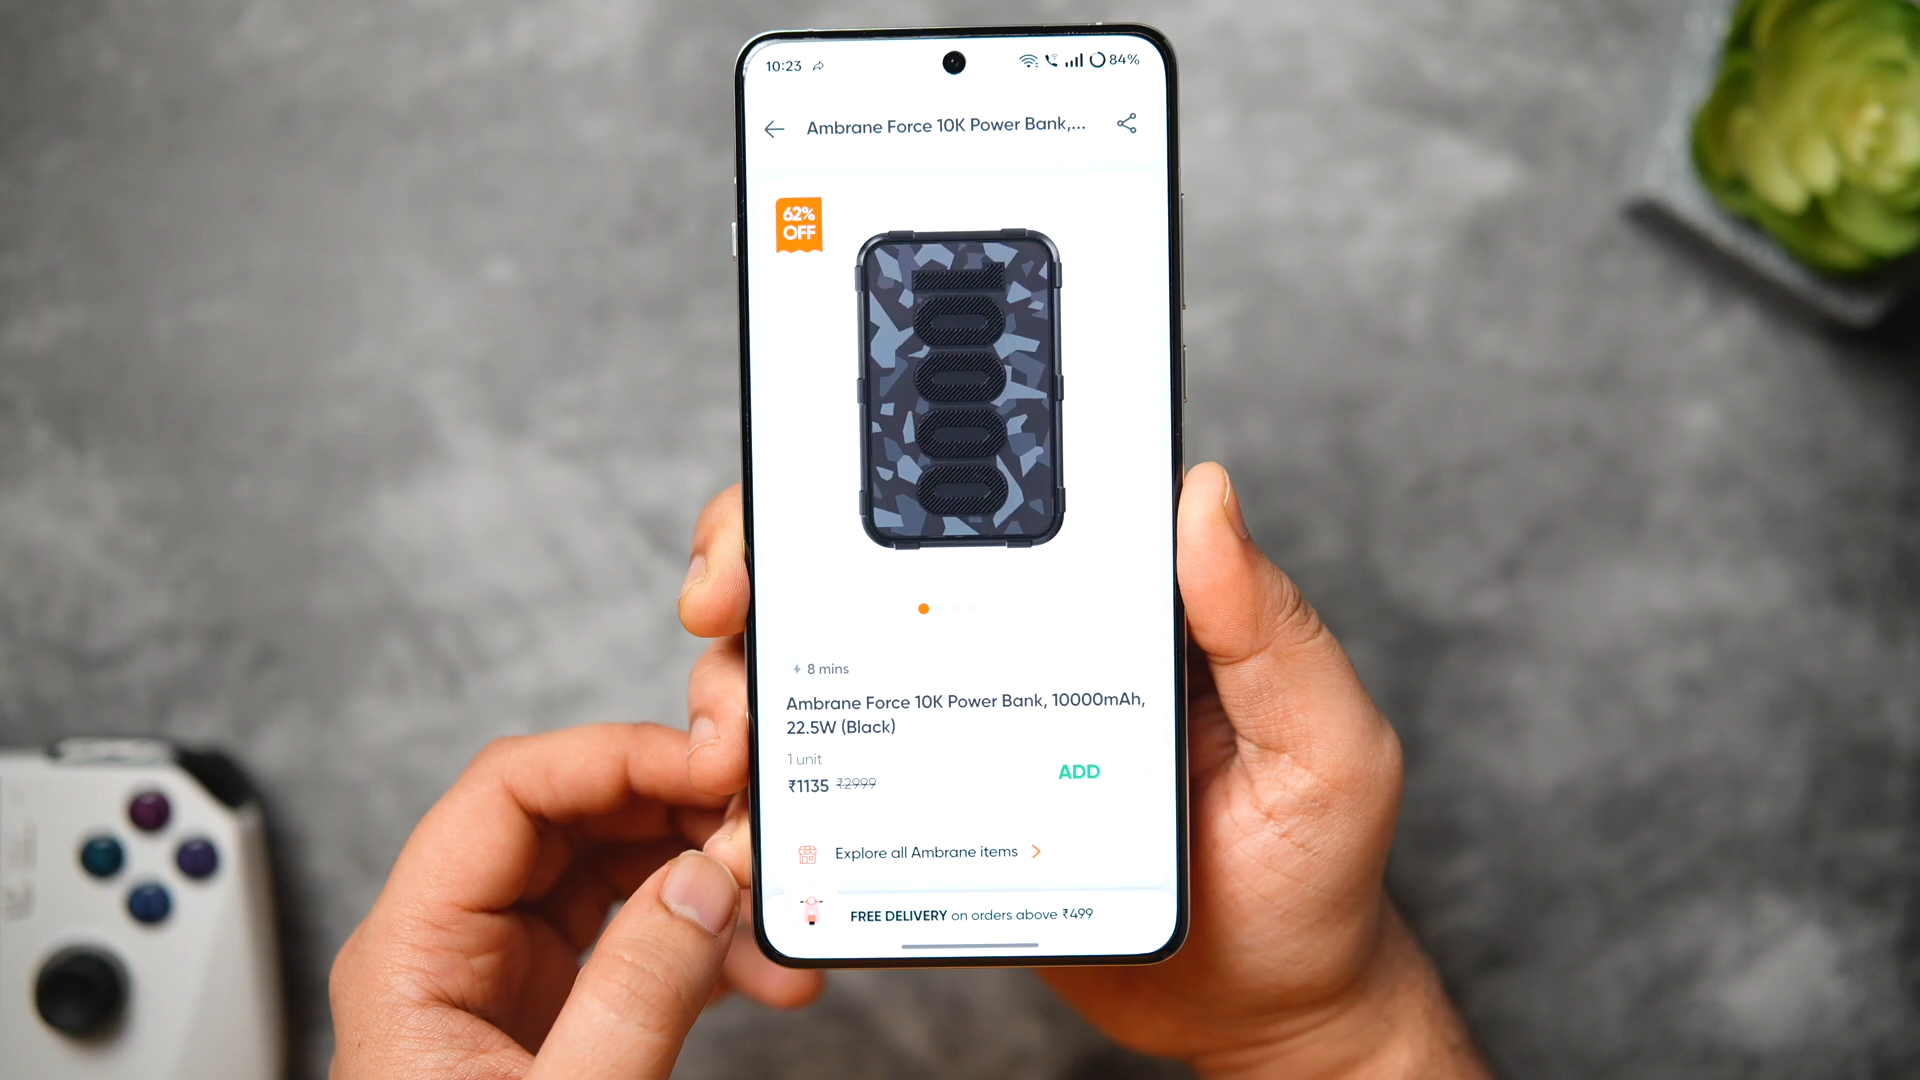 10:23 84%
Ambrane Force 10K Power Bank,...
62%
OFF
10000
8 mins
Ambrane Force 10K Power Bank, 10000mAh,
22.5W (Black)
1 unit
₹1135 ₹2999
ADD
Explore all Ambrane items
FREE DELIVERY on orders above ₹499